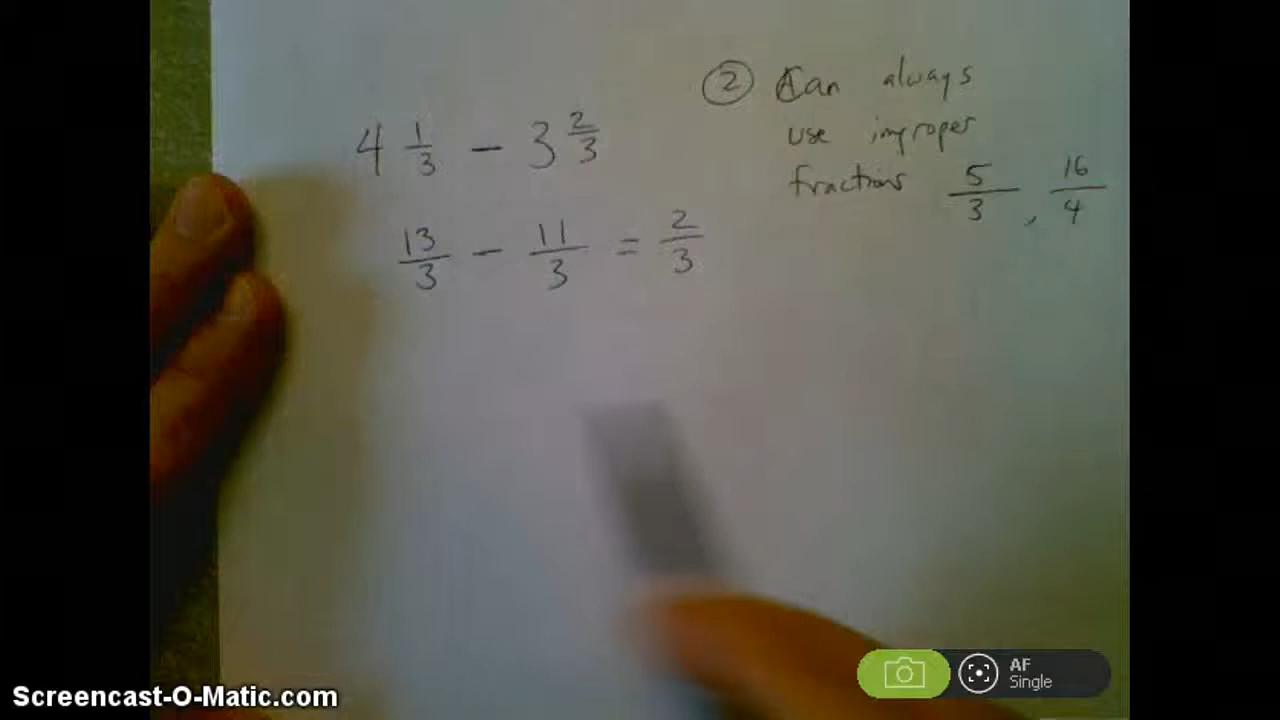 4 1/3 - 3 2/3
13/3 - 11/3 = 2/3
② Can always
use improper
fractions 5/3 , 16/4
AF
Single
Screencast-O-Matic.com